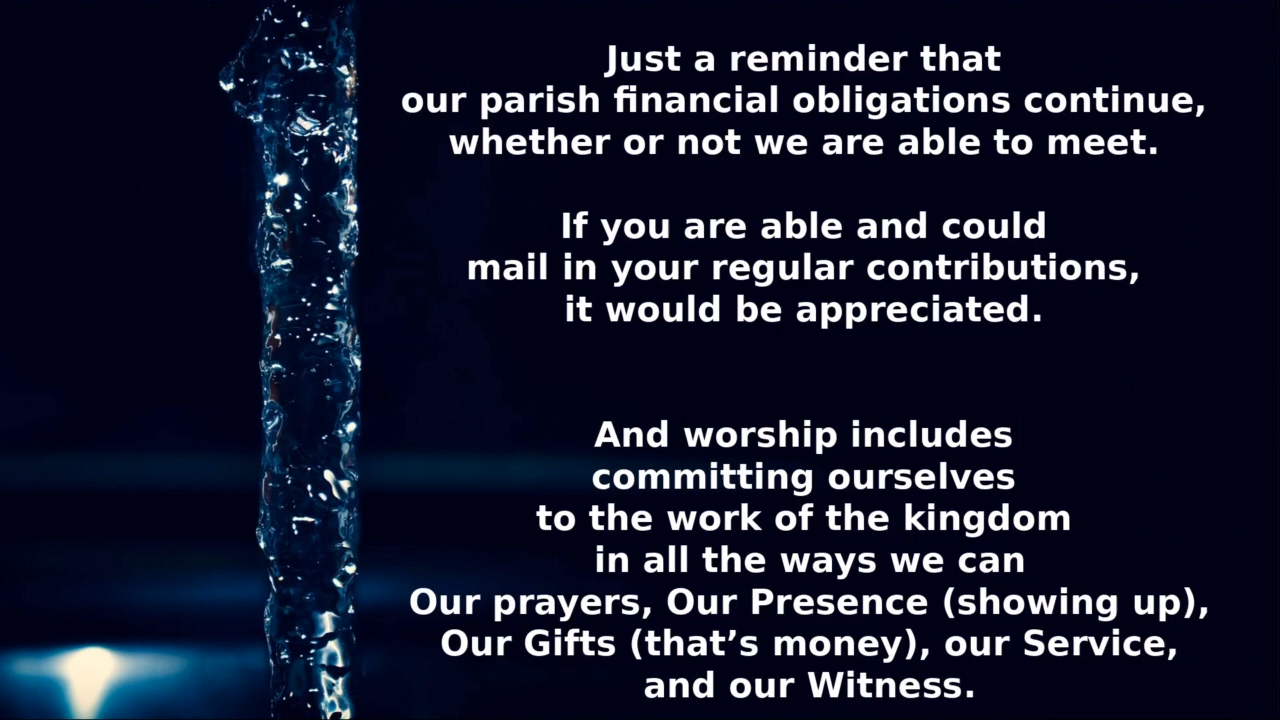 Just a reminder that
our parish financial obligations continue,
whether or not we are able to meet.
If you are able and could
mail in your regular contributions,
it would be appreciated.
And worship includes
committing ourselves
to the work of the kingdom
in all the ways we can
Our prayers, Our Presence (showing up),
Our Gifts (that’s money), our Service,
and our Witness.